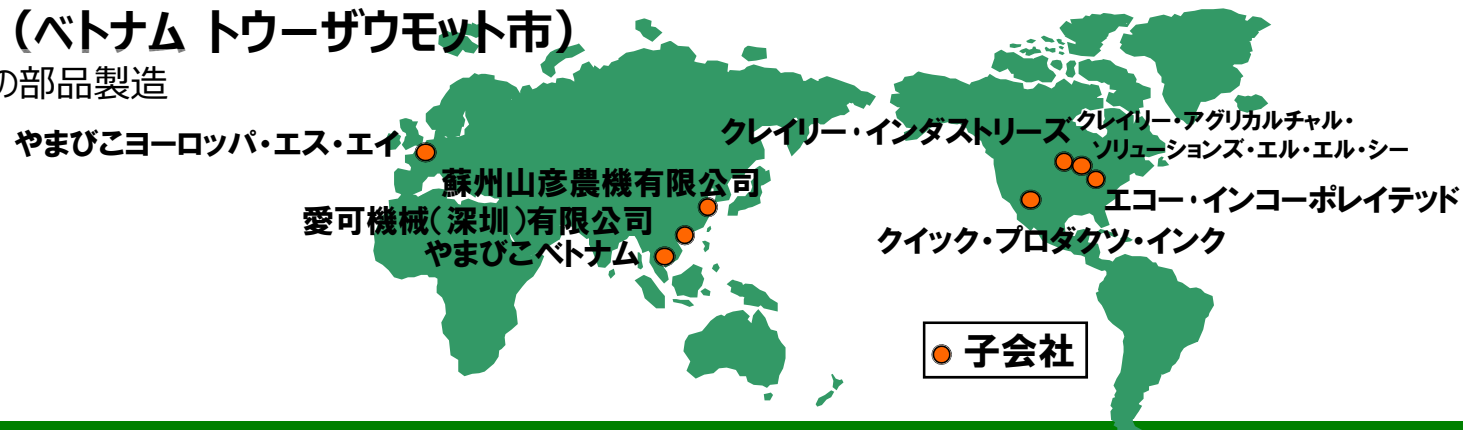 (ベトナム トウーザウモット市)
の部品製造
やまびこヨーロッパ・エス・エイ
クレイリー・インダストリーズ
クレイリー・アグリカルチャル・
ソリューションズ・エル・エル・シー
蘇州山彦農機有限公司
エコー・インコーポレイテッド
愛可機械(深圳)有限公司
クイック・プロダクツ・インク
やまびこベトナム
子会社